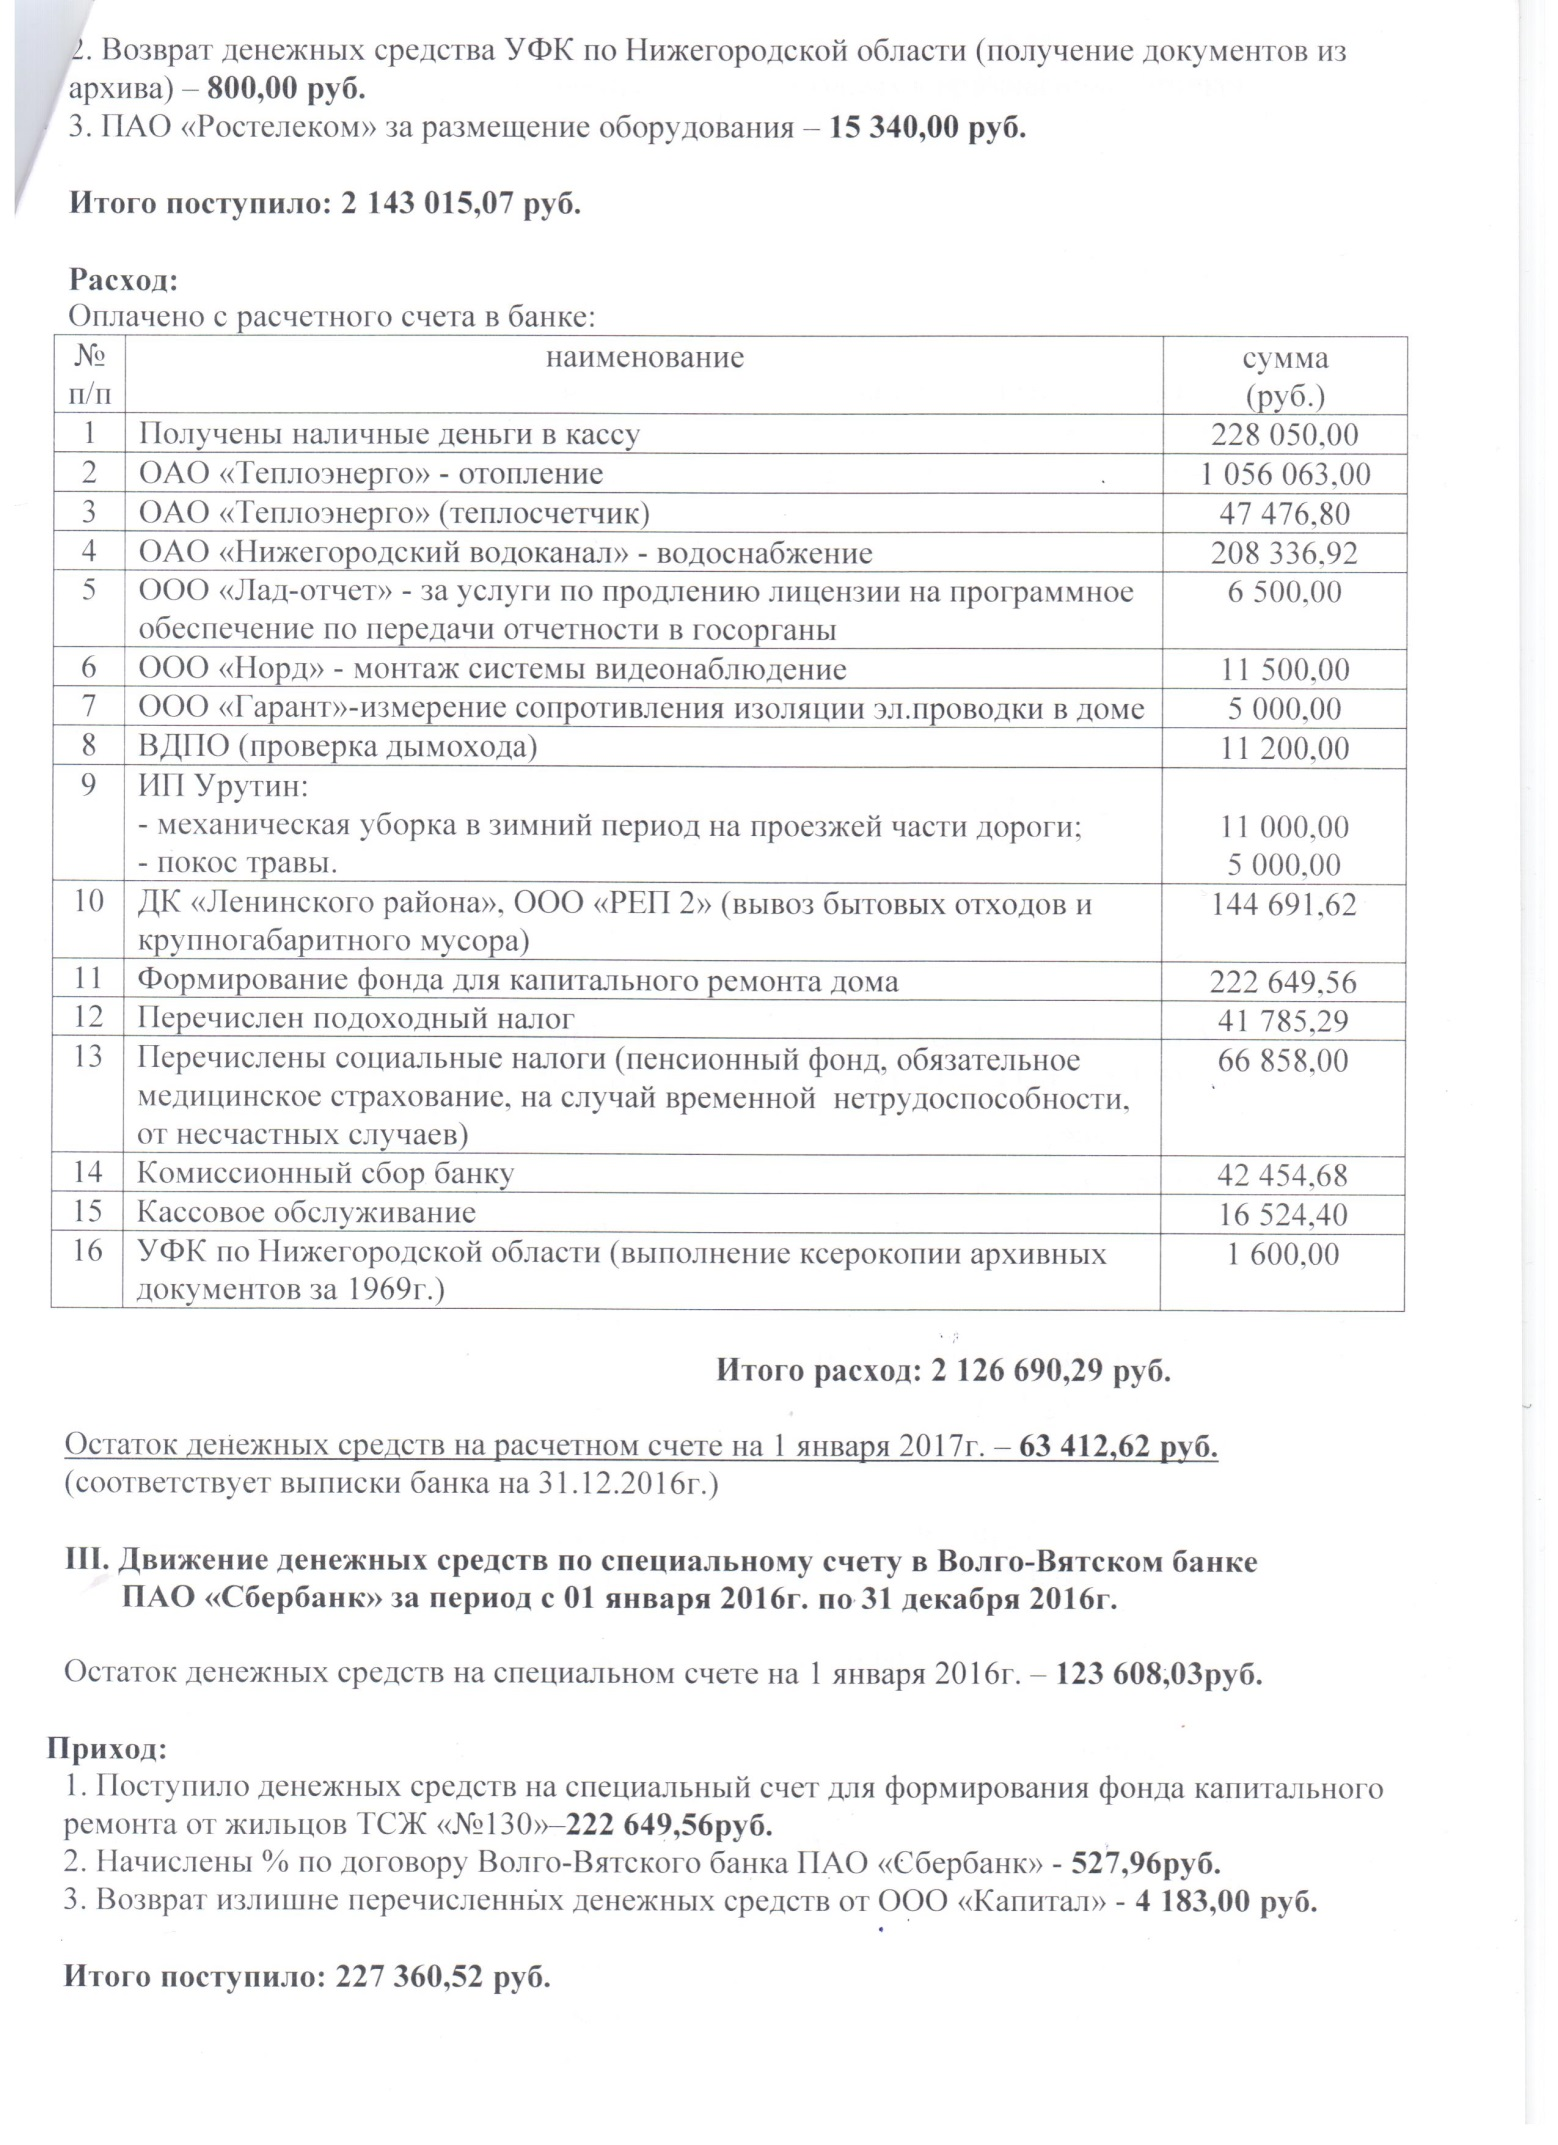 2. Возврат денежных средства УФК по Нижегородской области (получение документов из
архива) – 800,00 руб.
3. ПАО «Ростелеком» за размещение оборудования – 15 340,00 руб.
Итого поступило: 2 143 015,07 руб.
Расход:
Оплачено с расчетного счета в банке:
№ наименование сумма
п/п (руб.)
1 Получены наличные деньги в кассу 228 050,00
2 ОАО «Теплоэнерго» - отопление 1 056 063,00
3 ОАО «Теплоэнерго» (теплосчетчик) 47 476,80
4 ОАО «Нижегородский водоканал» - водоснабжение 208 336,92
5 ООО «Лад-отчет» - за услуги по продлению лицензии на программное 6 500,00
обеспечение по передачи отчетности в госорганы
6 ООО «Норд» - монтаж системы видеонаблюдение 11 500,00
7 ООО «Гарант»-измерение сопротивления изоляции эл.проводки в доме 5 000,00
8 ВДПО (проверка дымохода) 11 200,00
9 ИП Урутин:
- механическая уборка в зимний период на проезжей части дороги; 11 000,00
- покос травы. 5 000,00
10 ДК «Ленинского района», ООО «РЕП 2» (вывоз бытовых отходов и 144 691,62
крупногабаритного мусора)
11 Формирование фонда для капитального ремонта дома 222 649,56
12 Перечислен подоходный налог 41 785,29
13 Перечислены социальные налоги (пенсионный фонд, обязательное 66 858,00
медицинское страхование, на случай временной нетрудоспособности,
от несчастных случаев)
14 Комиссионный сбор банку 42 454,68
15 Кассовое обслуживание 16 524,40
16 УФК по Нижегородской области (выполнение ксерокопии архивных 1 600,00
документов за 1969г.)
Итого расход: 2 126 690,29 руб.
Остаток денежных средств на расчетном счете на 1 января 2017г. – 63 412,62 руб.
(соответствует выписки банка на 31.12.2016г.)
III. Движение денежных средств по специальному счету в Волго-Вятском банке
ПАО «Сбербанк» за период с 01 января 2016г. по 31 декабря 2016г.
Остаток денежных средств на специальном счете на 1 января 2016г. – 123 608,03руб.
Приход:
1. Поступило денежных средств на специальный счет для формирования фонда капитального
ремонта от жильцов ТСЖ «№130»–222 649,56руб.
2. Начислены % по договору Волго-Вятского банка ПАО «Сбербанк» - 527,96руб.
3. Возврат излишне перечисленных денежных средств от ООО «Капитал» - 4 183,00 руб.
Итого поступило: 227 360,52 руб.